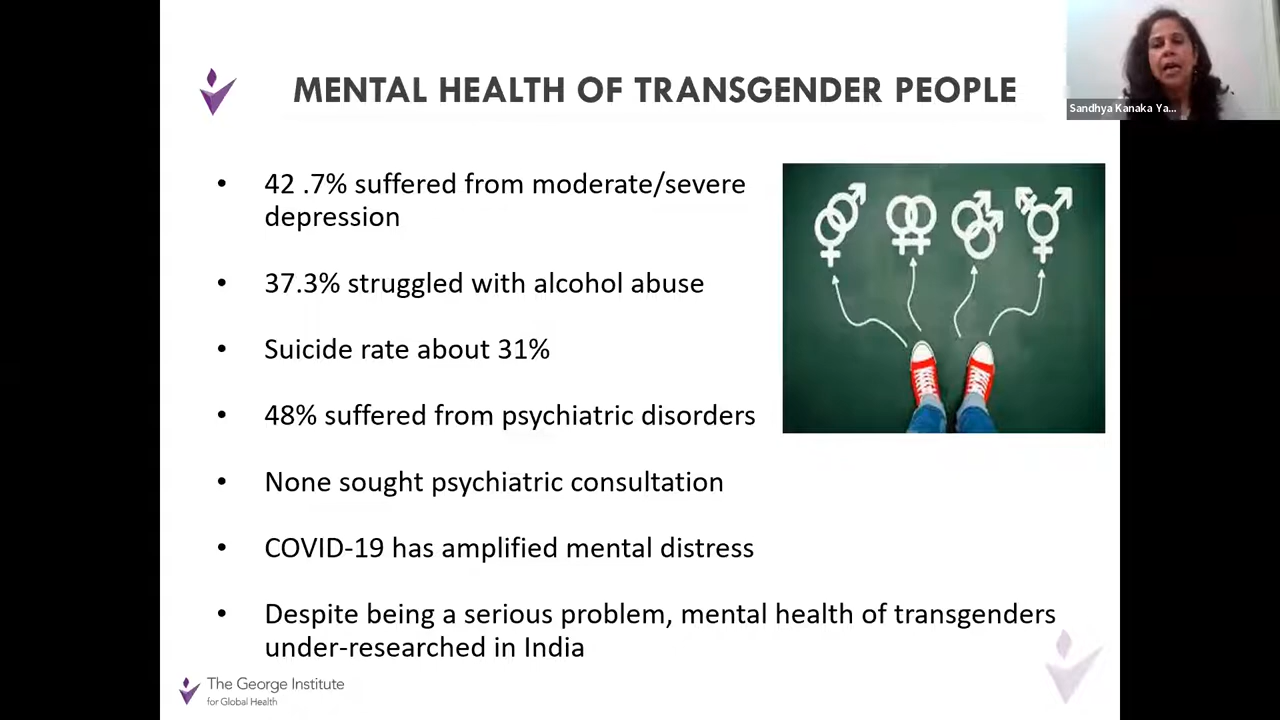 MENTAL HEALTH OF TRANSGENDER PEOPLE
Sandhya Kanaka Ya...
• 42 .7% suffered from moderate/severe
depression
• 37.3% struggled with alcohol abuse
• Suicide rate about 31%
• 48% suffered from psychiatric disorders
• None sought psychiatric consultation
• COVID-19 has amplified mental distress
• Despite being a serious problem, mental health of transgenders
under-researched in India
The George Institute
for Global Health